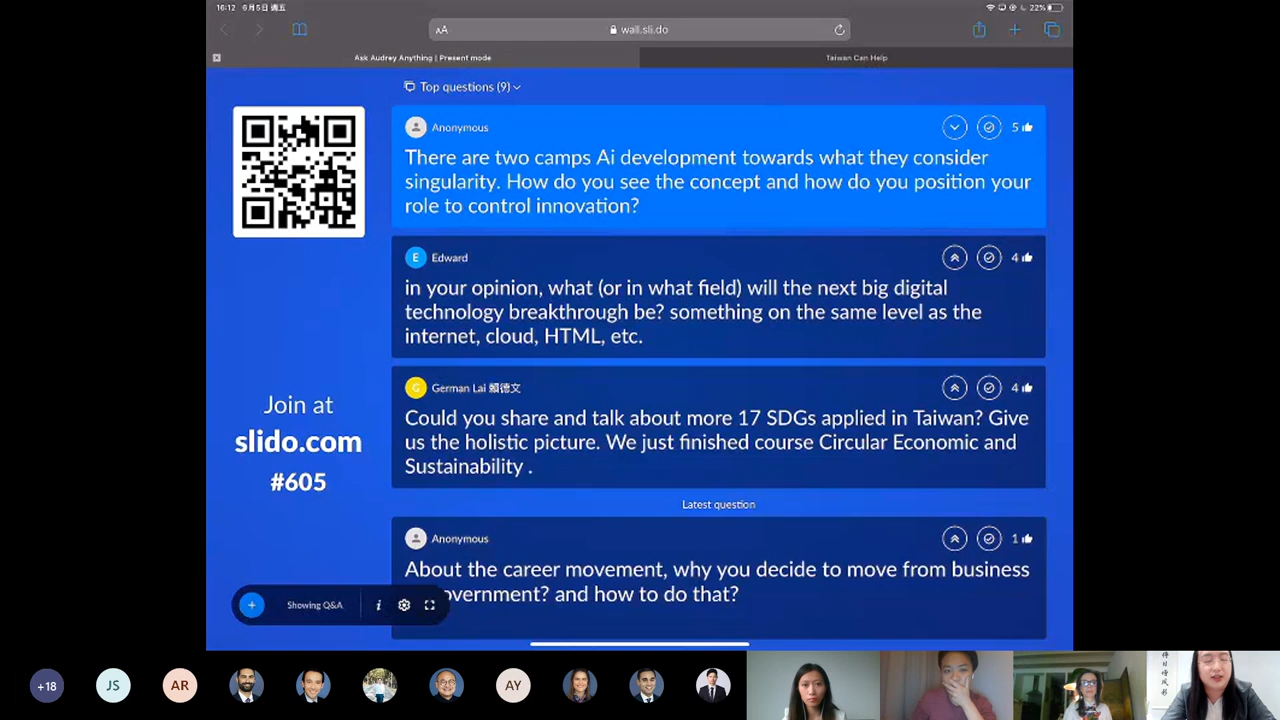 16:12 6月5日 週五
22%
AA
wall.sli.do
Ask Audrey Anything | Present mode
Taiwan Can Help
Top questions (9)
Anonymous
5
There are two camps Ai development towards what they consider
singularity. How do you see the concept and how do you position your
role to control innovation?
E
Edward
4
in your opinion, what (or in what field) will the next big digital
technology breakthrough be? something on the same level as the
internet, cloud, HTML, etc.
G
German Lai 賴德文
4
Could you share and talk about more 17 SDGs applied in Taiwan? Give
us the holistic picture. We just finished course Circular Economic and
Sustainability .
Join at
slido.com
#605
Latest question
Anonymous
1
About the career movement, why you decide to move from business
overnment? and how to do that?
Showing Q&A
i
+18
JS
AR
AY